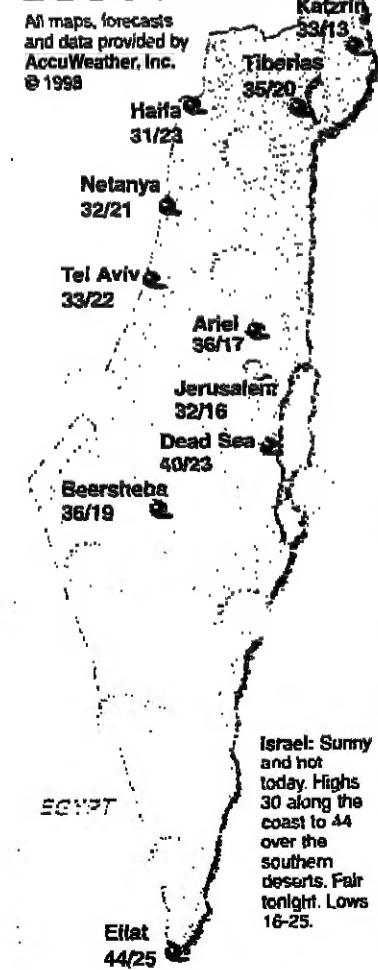 All maps, forecasts
and data provided by
AccuWeather, Inc.
© 1998
Katzrin
33/13
Tiberias
35/20
Haifa
31/23
Netanya
32/21
Tel Aviv
33/22
Ariel
36/17
Jerusalem
32/16
Dead Sea
40/23
Beersheba
36/19
EGYPT
Israel: Sunny
and hot
today. Highs
30 along the
coast to 44
over the
southern
deserts. Fair
tonight. Lows
16-25.
Eilat
44/25